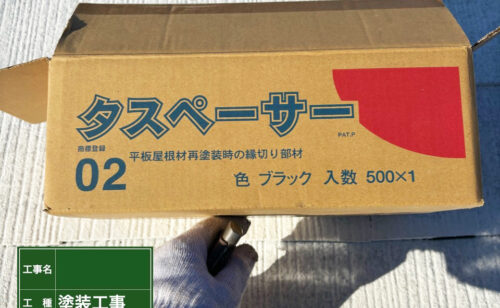 タスペーサー
PAT.P
商標登録
02
平板屋根材再塗装時の縁切り部材
色 ブラック 入数 500×1
工事名
工 種 塗装工事